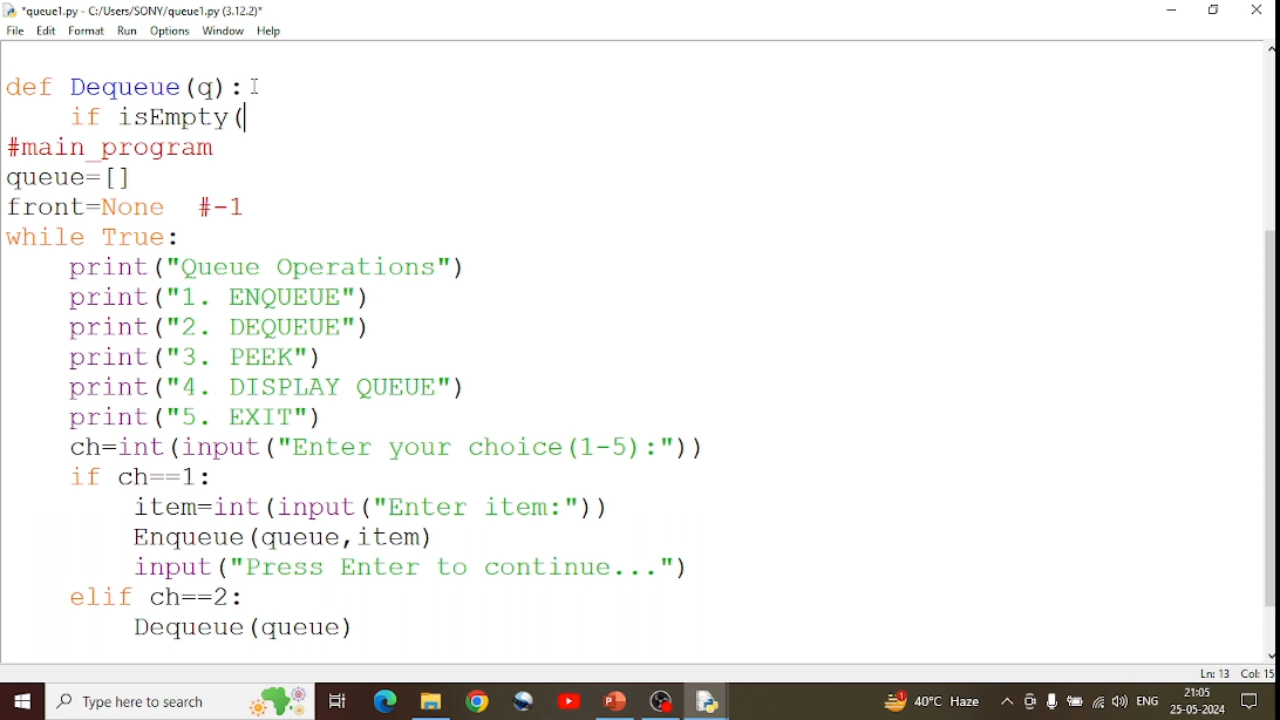 *queue1.py - C:/Users/SONY/queue1.py (3.12.2)*
File Edit Format Run Options Window Help
def Dequeue(q):
    if isEmpty(
#main_program
queue=[]
front=None  #-1
while True:
    print("Queue Operations")
    print("1. ENQUEUE")
    print("2. DEQUEUE")
    print("3. PEEK")
    print("4. DISPLAY QUEUE")
    print("5. EXIT")
    ch=int(input("Enter your choice(1-5):"))
    if ch==1:
        item=int(input("Enter item:"))
        Enqueue(queue,item)
        input("Press Enter to continue...")
    elif ch==2:
        Dequeue(queue)
Ln: 13 Col: 15
Type here to search
1
40°C Haze
ENG
21:05
25-05-2024